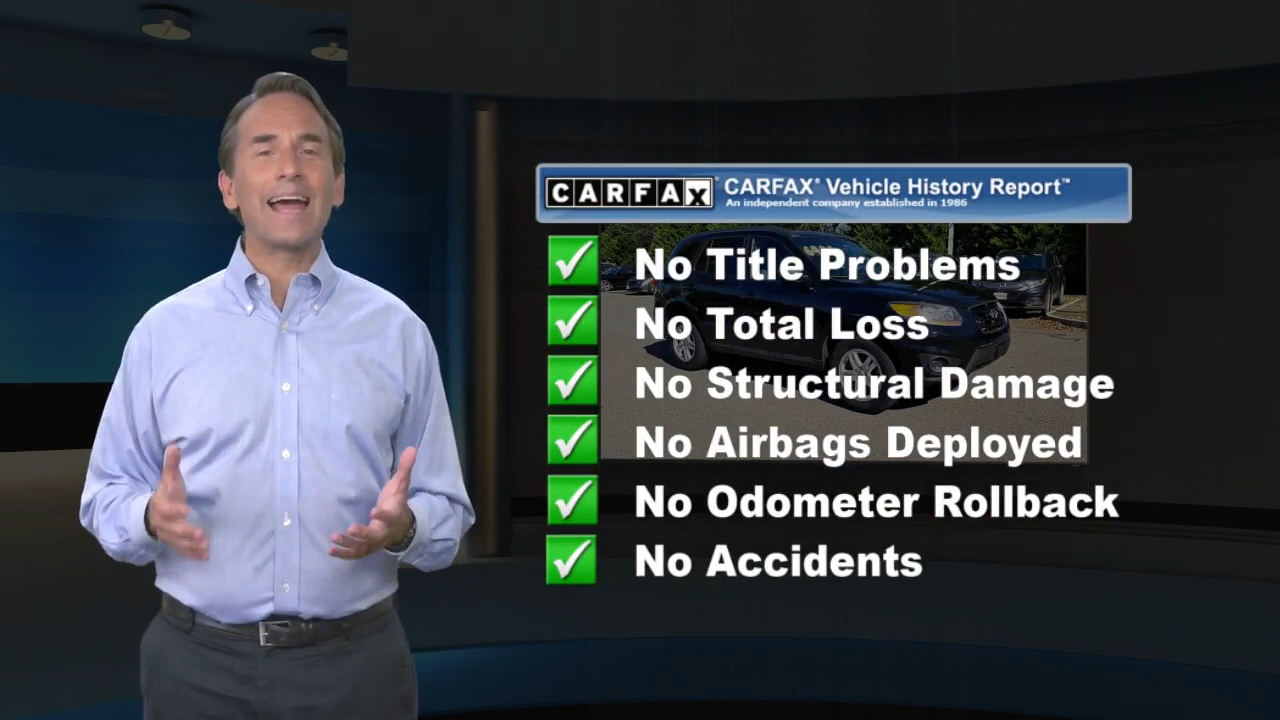 CARFAX® CARFAX® Vehicle History Report™
An independent company established in 1986
No Title Problems
No Total Loss
No Structural Damage
No Airbags Deployed
No Odometer Rollback
No Accidents